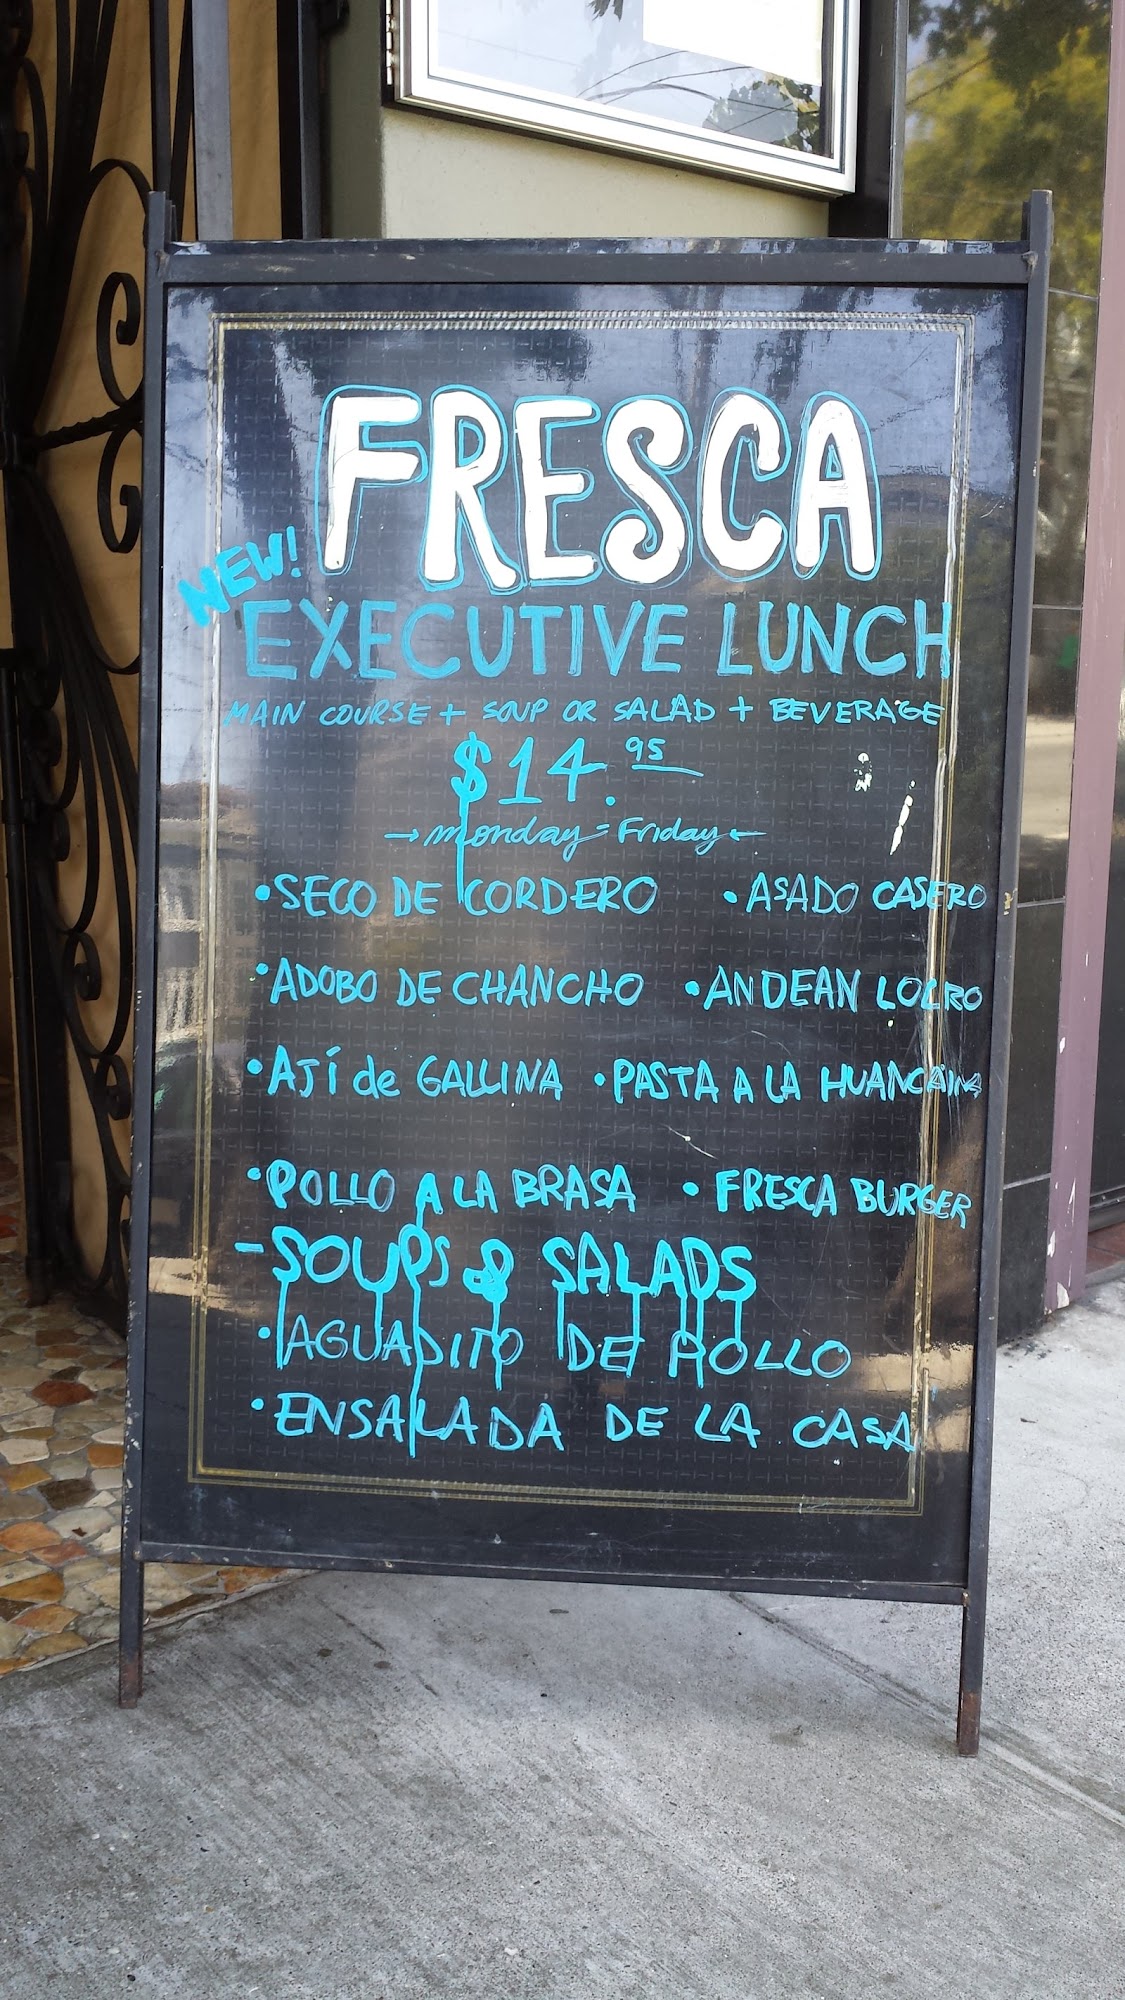 FRESCA
NEW!
EXECUTIVE LUNCH
MAIN COURSE + SOUP OR SALAD + BEVERAGE
$14.95
→ monday = Friday ←
•SECO DE CORDERO •ASADO CASERO
•ADOBO DE CHANCHO •ANDEAN LOCRO
•AJí de GALLINA •PASTA A LA HUANCAINA
•POLLO A LA BRASA • FRESCA BURGER
- SOUPS & SALADS
•AGUADITO DE POLLO
•ENSALADA DE LA CASA